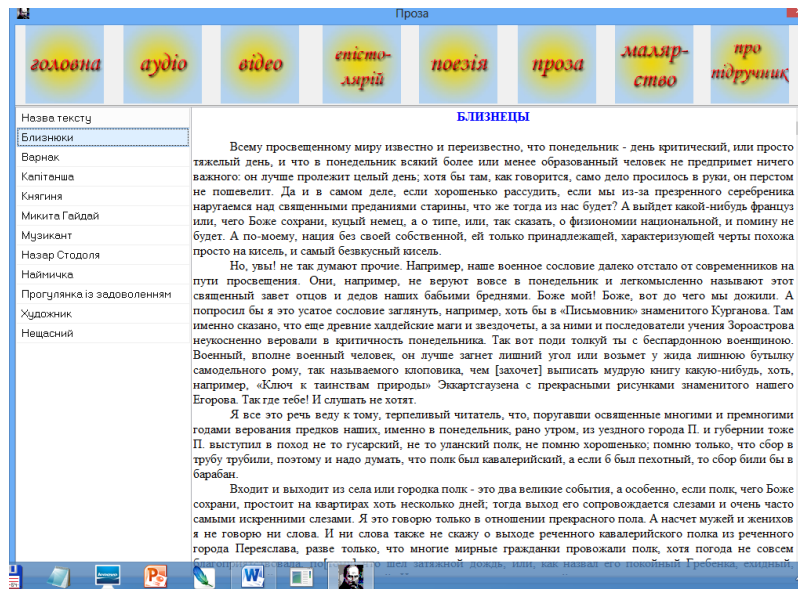 Проза
головна
аудіо
відео
епісто-
лярій
поезія
проза
маляр-
ство
про
підручник
Назва тексту
Близнюки
Варнак
Капітанша
Княгиня
Микита Гайдай
Музикант
Назар Стодоля
Наймичка
Прогулянка із задоволенням
Художник
Нещасний
БЛИЗНЕЦЫ
Всему просвещенному миру известно и переизвестно, что понедельник - день критический, или просто
тяжелый день, и что в понедельник всякий более или менее образованный человек не предпримет ничего
важного: он лучше пролежит целый день; хотя бы там, как говорится, само дело просилось в руки, он перстом
не пошевелит. Да и в самом деле, если хорошенько рассудить, если мы из-за презренного серебреника
наругаемся над священными преданиями старины, что же тогда из нас будет? А выйдет какой-нибудь француз
или, чего Боже сохрани, куцый немец, а о типе, или, так сказать, о физиономии национальной, и помину не
будет. А по-моему, нация без своей собственной, ей только принадлежащей, характеризующей черты похожа
просто на кисель, и самый безвкусный кисель.
Но, увы! не так думают прочие. Например, наше военное сословие далеко отстало от современников на
пути просвещения. Они, например, не веруют вовсе в понедельник и легкомысленно называют этот
священный завет отцов и дедов наших бабьими бреднями. Боже мой! Боже, вот до чего мы дожили. А
попросил бы я это усатое сословие заглянуть, например, хоть бы в «Письмовник» знаменитого Курганова. Там
именно сказано, что еще древние халдейские маги и звездочеты, а за ними и последователи учения Зороастрова
неукосненно веровали в критичность понедельника. Так вот поди толкуй ты с беспардонною военщиною.
Военный, вполне военный человек, он лучше загнет лишний угол или возьмет у жида лишнюю бутылку
самодельного рому, так называемого клоповика, чем [захочет] выписать мудрую книгу какую-нибудь, хоть,
например, «Ключ к таинствам природы» Эккартсгаузена с прекрасными рисунками знаменитого нашего
Егорова. Так где тебе! И слушать не хотят.
Я все это речь веду к тому, терпеливый читатель, что, поругавши освященные многими и премногими
годами верования предков наших, именно в понедельник, рано утром, из уездного города П. и губернии тоже
П. выступил в поход не то гусарский, не то уланский полк, не помню хорошенько; помню только, что сбор в
трубу трубили, поэтому и надо думать, что полк был кавалерийский, а если б был пехотный, то сбор били бы в
барабан.
Входит и выходит из села или городка полк - это два великие события, а особенно, если полк, чего Боже
сохрани, простоит на квартирах хоть несколько дней; тогда выход его сопровождается слезами и очень часто
самыми искренними слезами. Я это говорю только в отношении прекрасного пола. А насчет мужей и женихов
я не говорю ни слова. И ни слова также не скажу о выходе реченного кавалерийского полка из реченного
города Переяслава, разве только, что многие мирные гражданки провожали полк, хотя погода не совсем
шел затяжной дождь, или, как назвал его покойный Гребенка, ехидный,